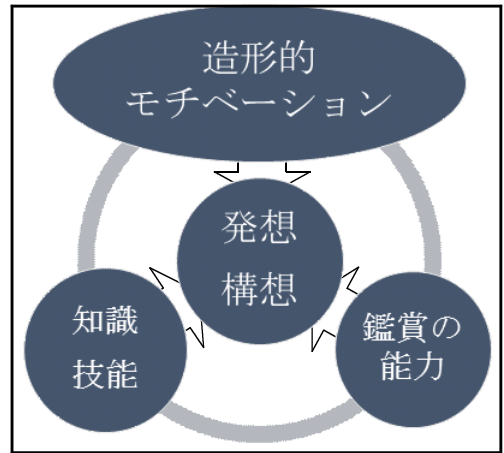 造形的
モチベーション
発想
構想
知識
技能
鑑賞の
能力